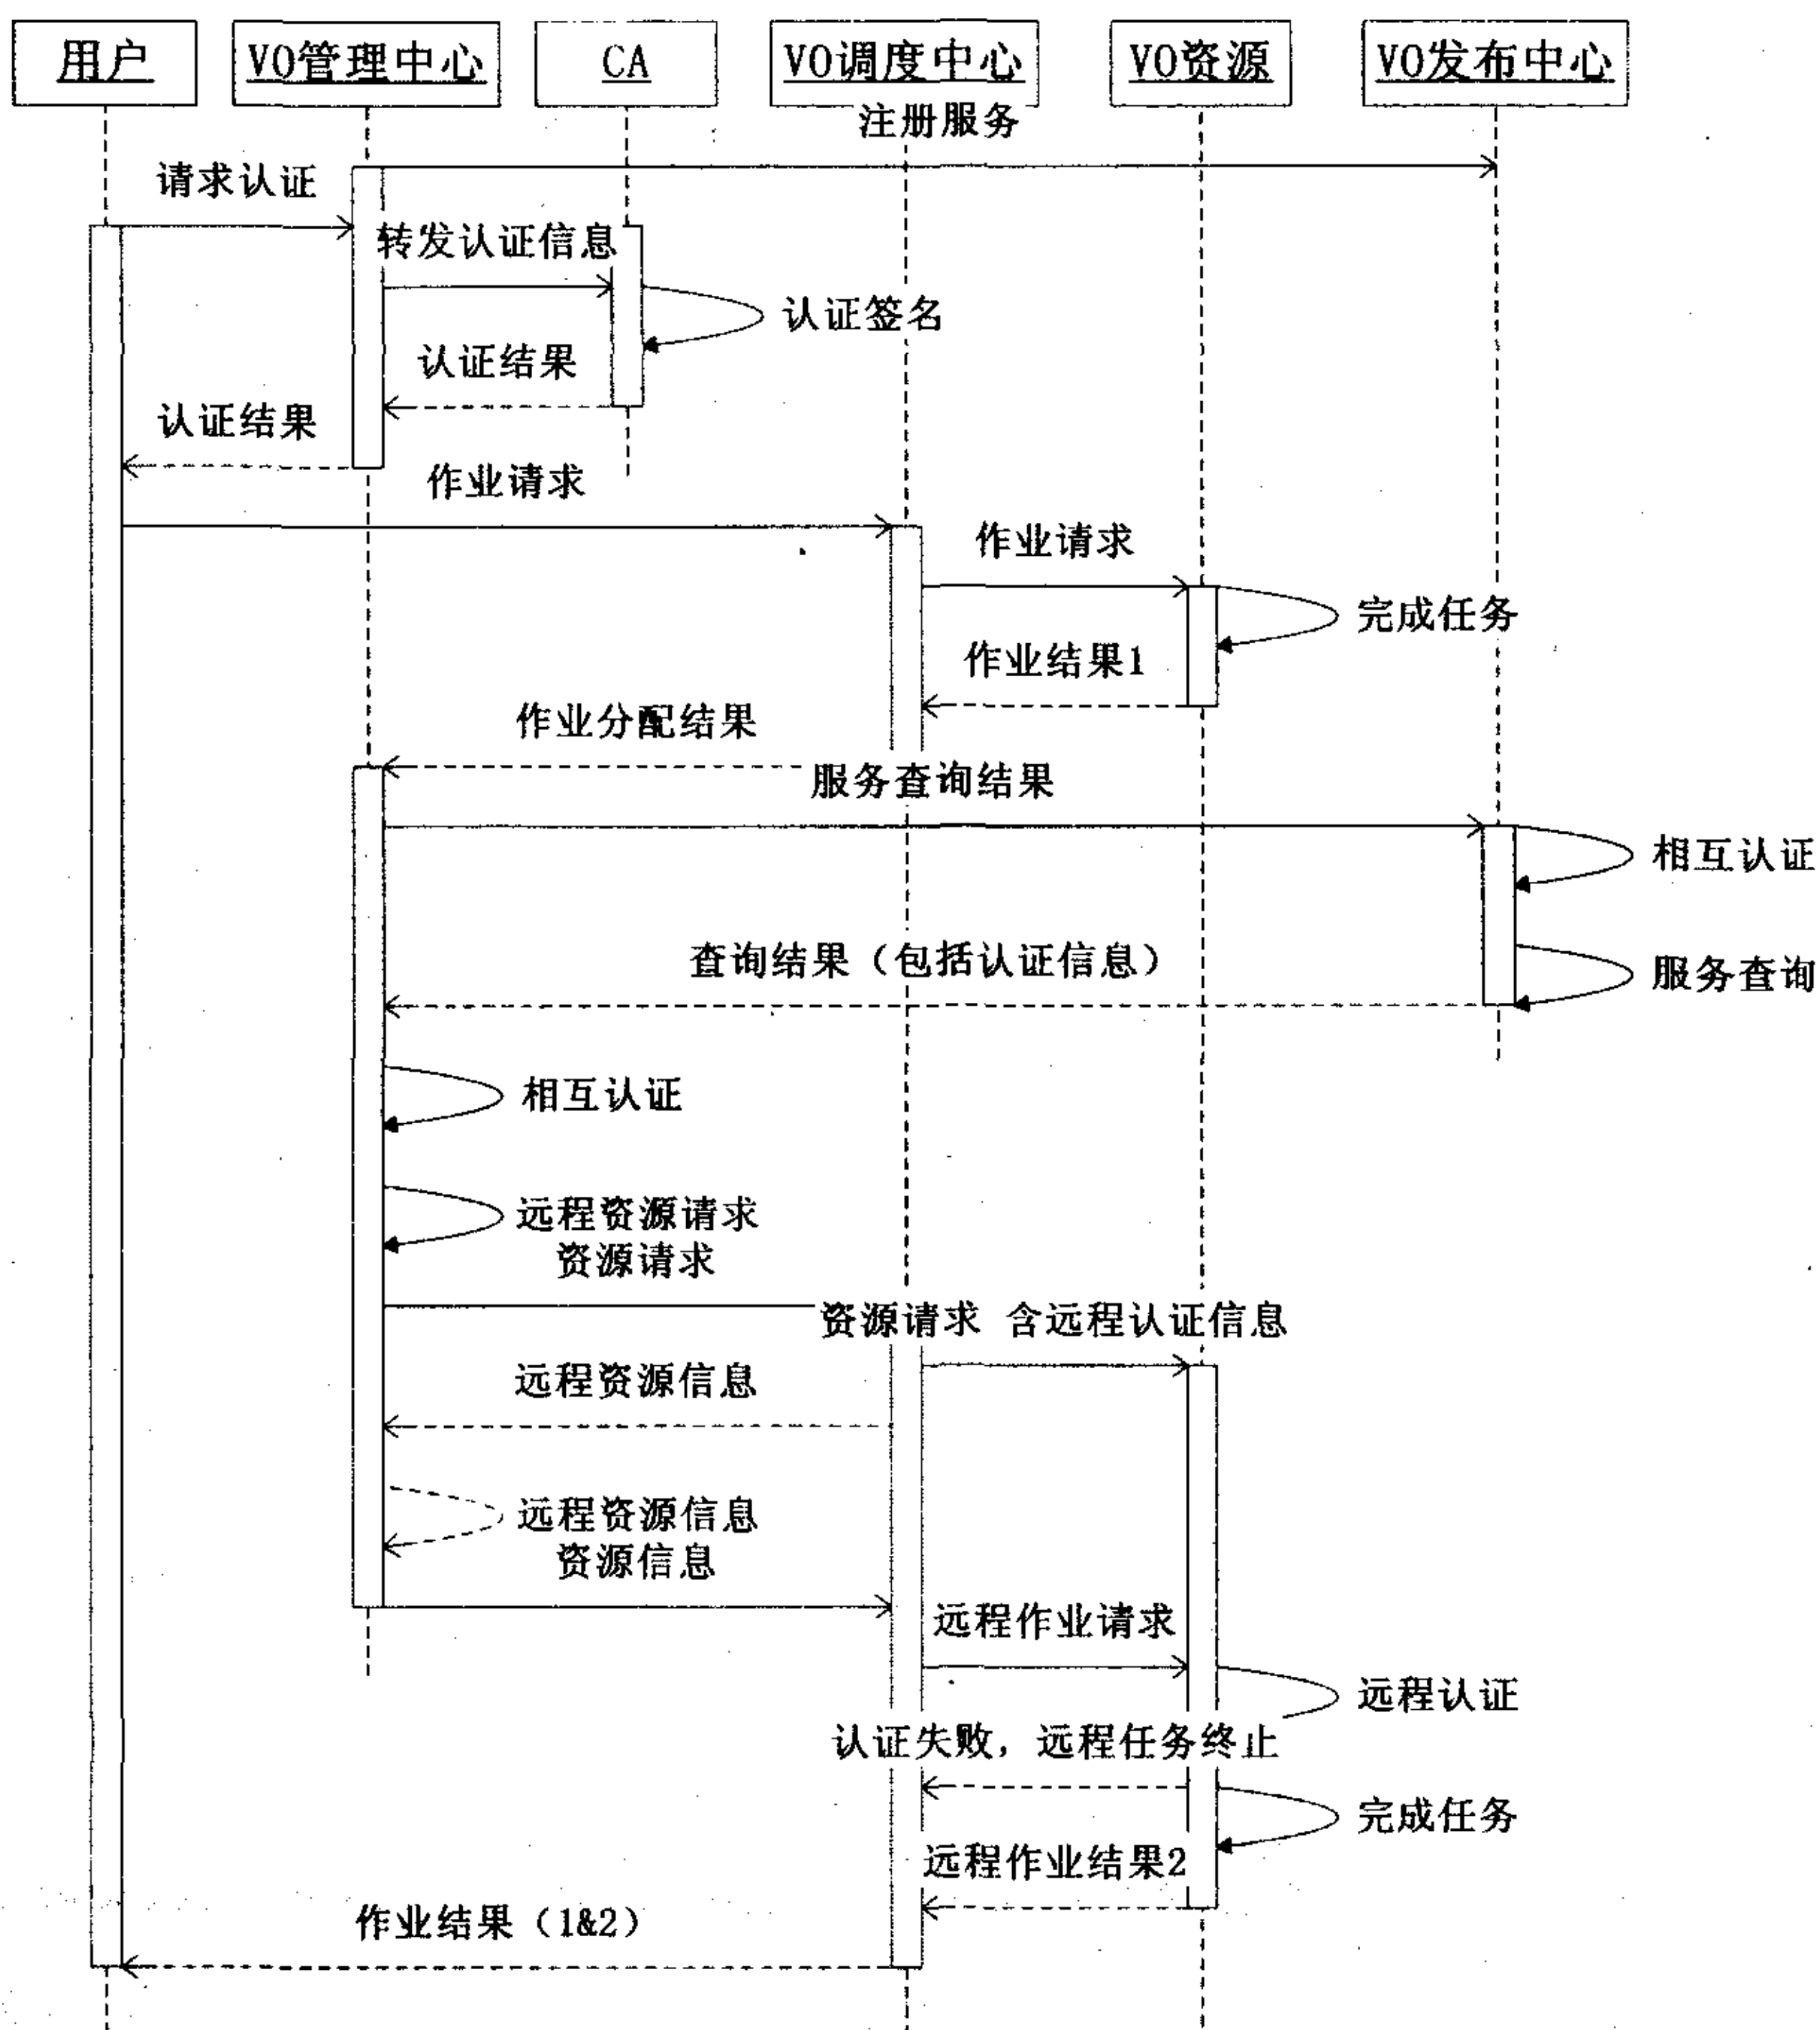 用户
VO管理中心
CA
VO调度中心
VO资源
VO发布中心
注册服务
请求认证
转发认证信息
认证签名
认证结果
认证结果
作业请求
作业请求
完成任务
作业结果1
作业分配结果
服务查询结果
相互认证
查询结果（包括认证信息）
服务查询
相互认证
远程资源请求
资源请求
资源请求 含远程认证信息
远程资源信息
远程资源信息
资源信息
远程作业请求
远程认证
认证失败，远程任务终止
完成任务
远程作业结果2
作业结果（1&2）